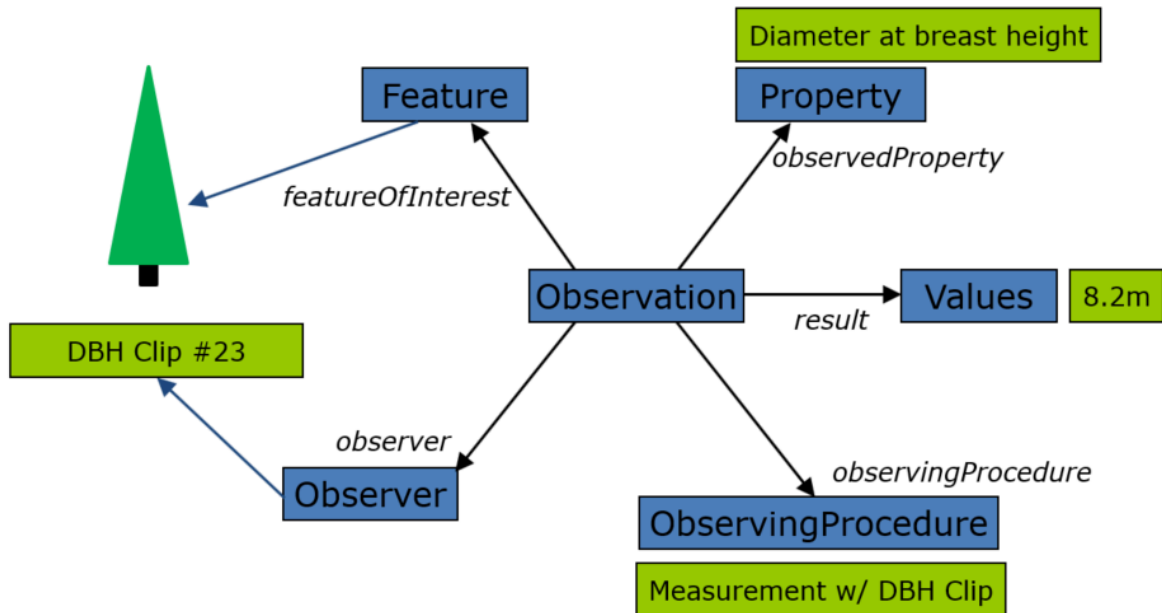 Diameter at breast height
Feature
Property
observedProperty
featureOfInterest
Observation
Values
8.2m
result
DBH Clip #23
observer
observingProcedure
Observer
ObservingProcedure
Measurement w/ DBH Clip